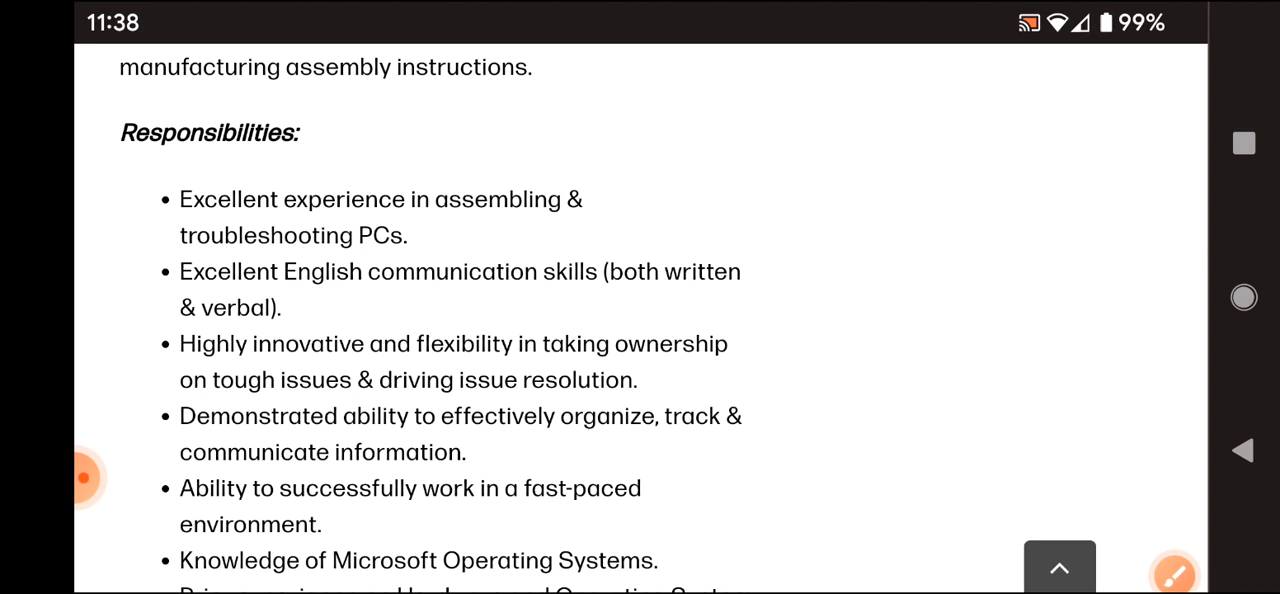 11:38
99%
manufacturing assembly instructions.
Responsibilities:
• Excellent experience in assembling &
troubleshooting PCs.
• Excellent English communication skills (both written
& verbal).
• Highly innovative and flexibility in taking ownership
on tough issues & driving issue resolution.
• Demonstrated ability to effectively organize, track &
communicate information.
• Ability to successfully work in a fast-paced
environment.
• Knowledge of Microsoft Operating Systems.